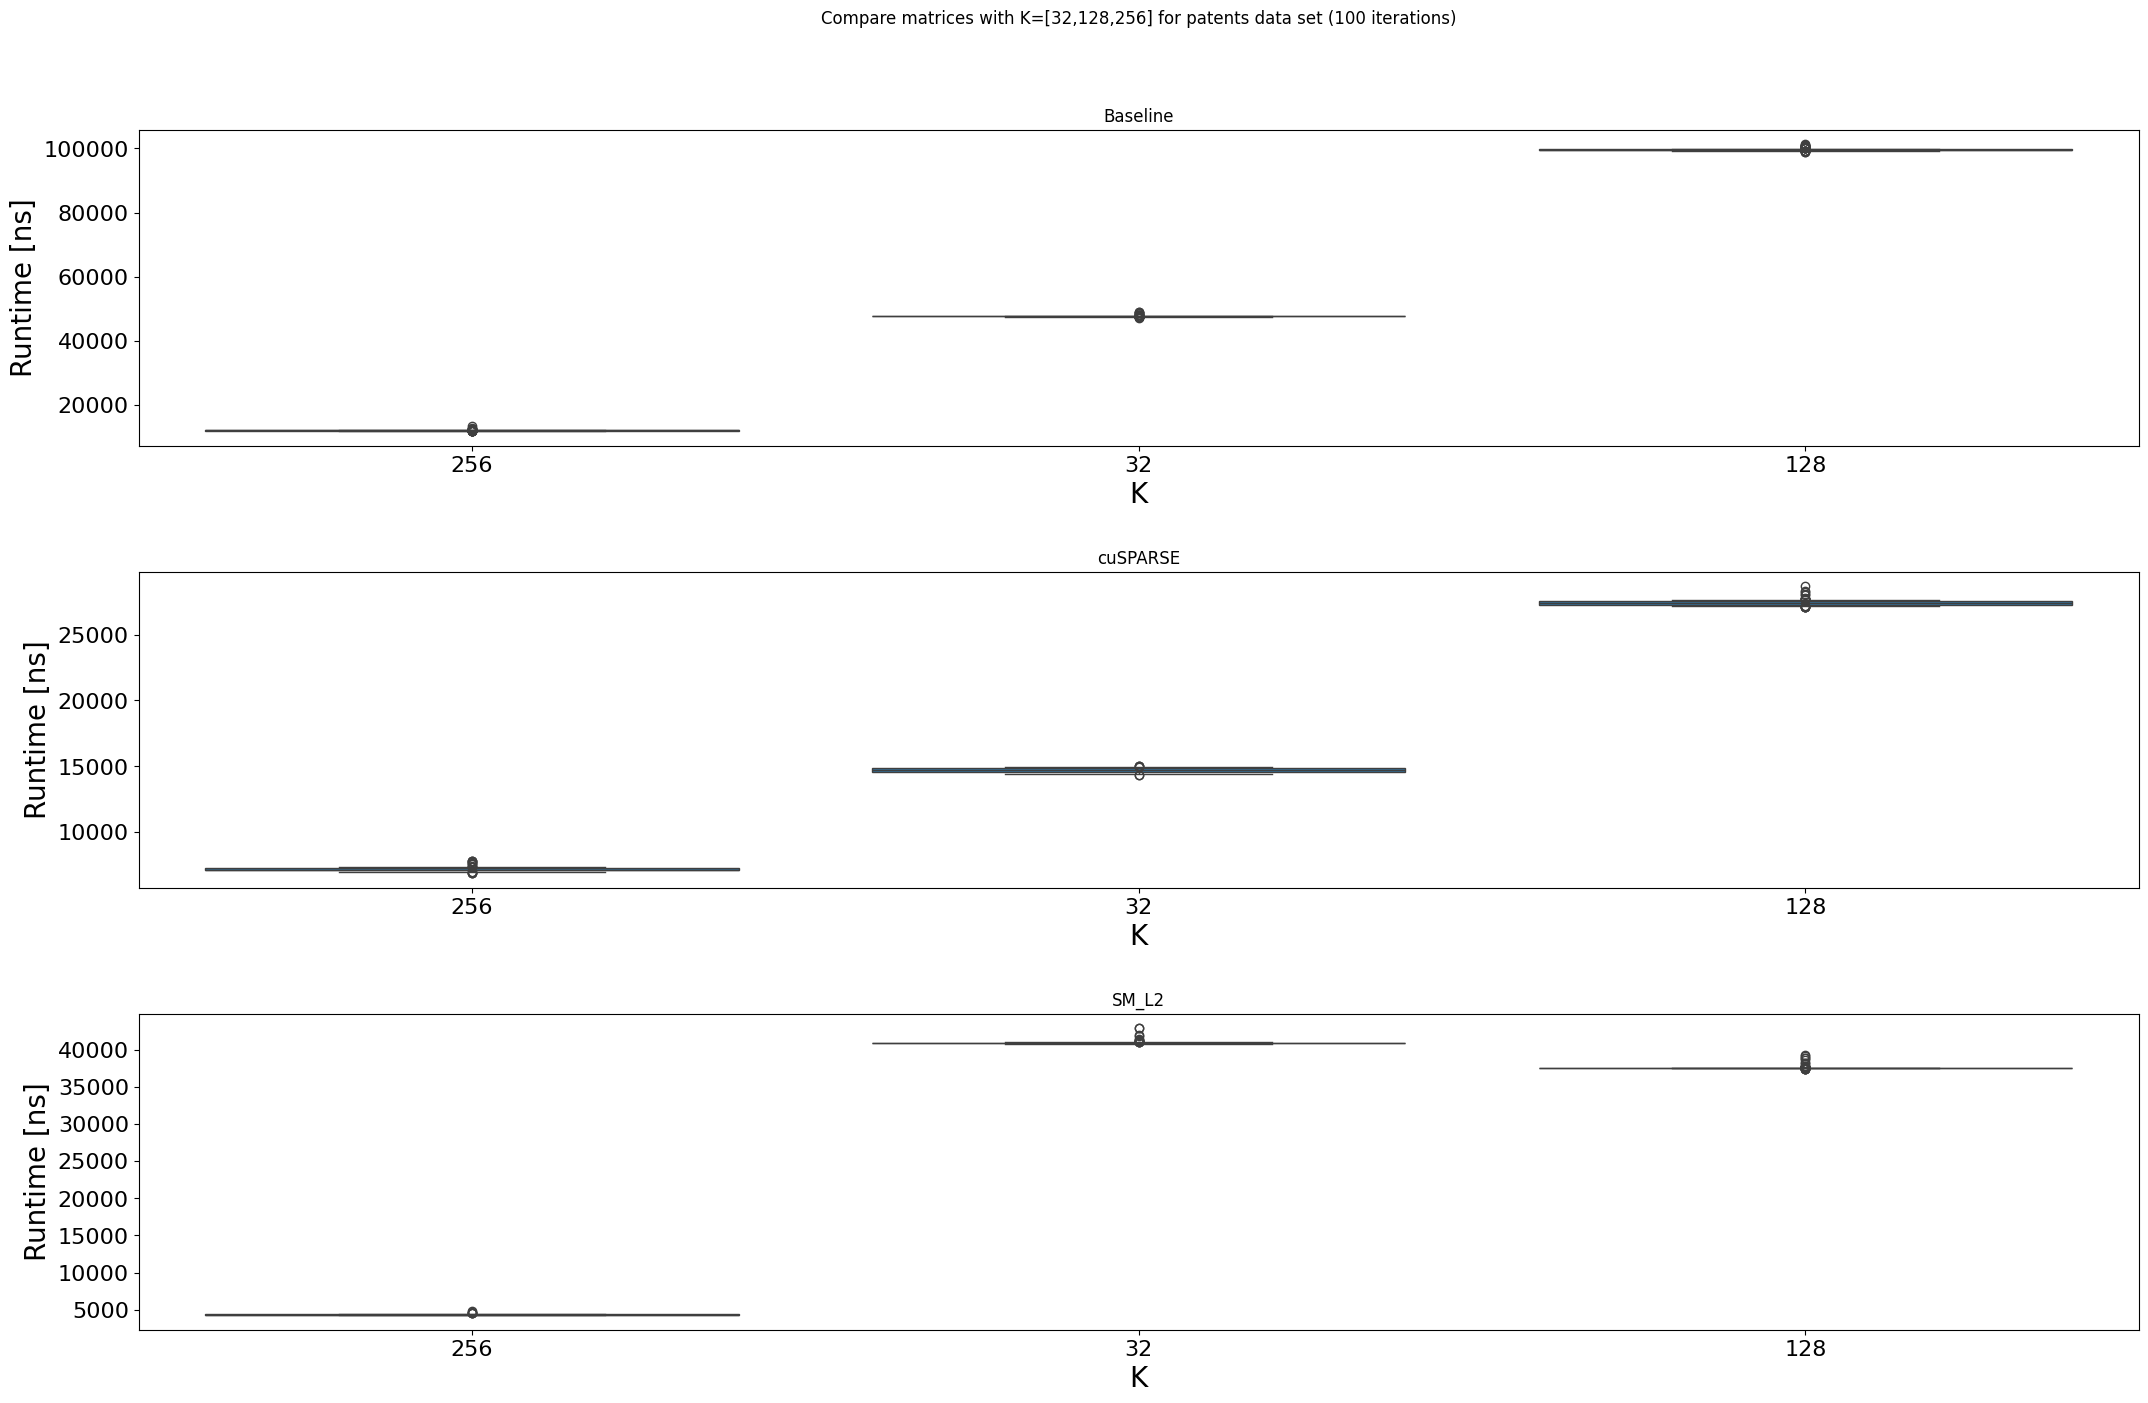 Compare matrices with K=[32,128,256] for patents data set (100 iterations)
Baseline
Runtime [ns]
100000
80000
60000
40000
20000
256 32 128
K
cuSPARSE
Runtime [ns]
25000
20000
15000
10000
256 32 128
K
SM_L2
Runtime [ns]
40000
35000
30000
25000
20000
15000
10000
5000
256 32 128
K